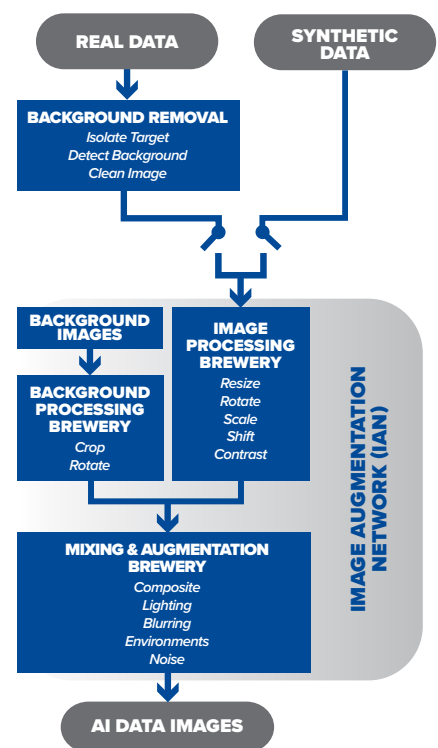 REAL DATA
SYNTHETIC
DATA
BACKGROUND REMOVAL
Isolate Target
Detect Background
Clean Image
BACKGROUND
IMAGES
BACKGROUND
PROCESSING
BREWERY
Crop
Rotate
IMAGE
PROCESSING
BREWERY
Resize
Rotate
Scale
Shift
Contrast
IMAGE AUGMENTATION
NETWORK (IAN)
MIXING & AUGMENTATION
BREWERY
Composite
Lighting
Blurring
Environments
Noise
AI DATA IMAGES